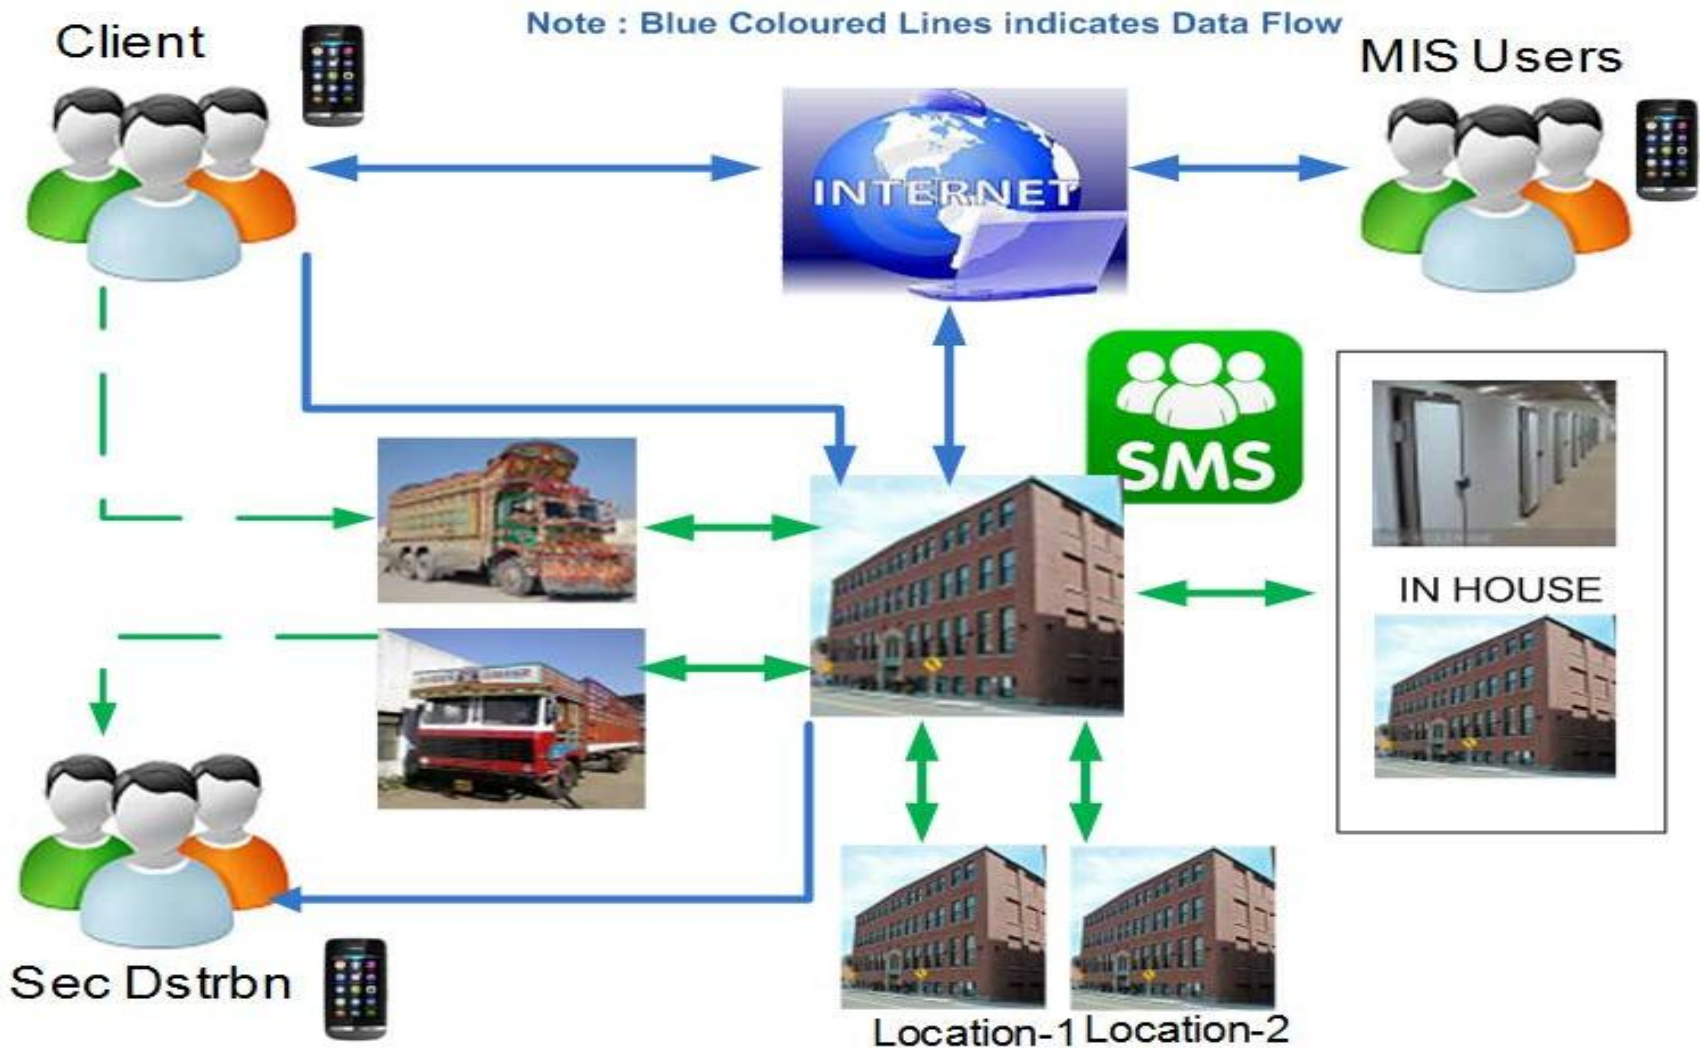 Note : Blue Coloured Lines indicates Data Flow
Client
MIS Users
INTERNET
SMS
IN HOUSE
Sec Dstrbn
Location-1
Location-2